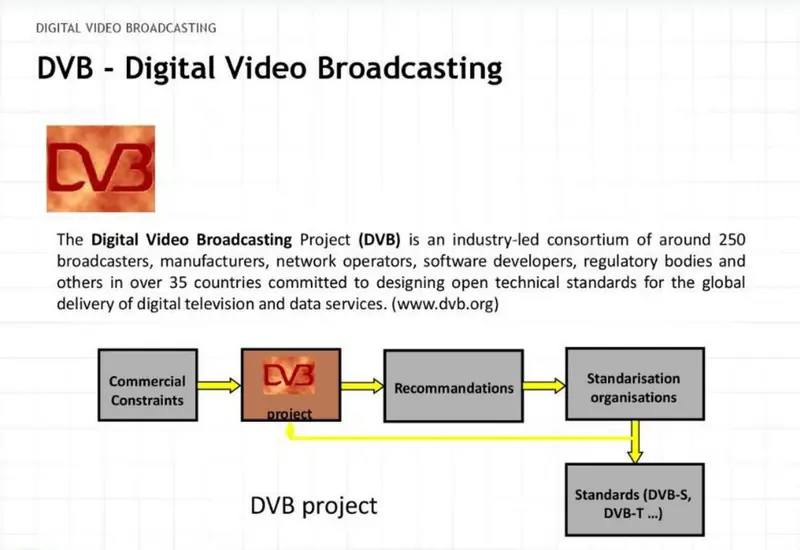 DIGITAL VIDEO BROADCASTING
DVB - Digital Video Broadcasting
DVB
The Digital Video Broadcasting Project (DVB) is an industry-led consortium of around 250
broadcasters, manufacturers, network operators, software developers, regulatory bodies and
others in over 35 countries committed to designing open technical standards for the global
delivery of digital television and data services. (www.dvb.org)
Commercial
Constraints
DVB
project
Recommandations
Standarisation
organisations
Standards (DVB-S,
DVB-T ...)
DVB project